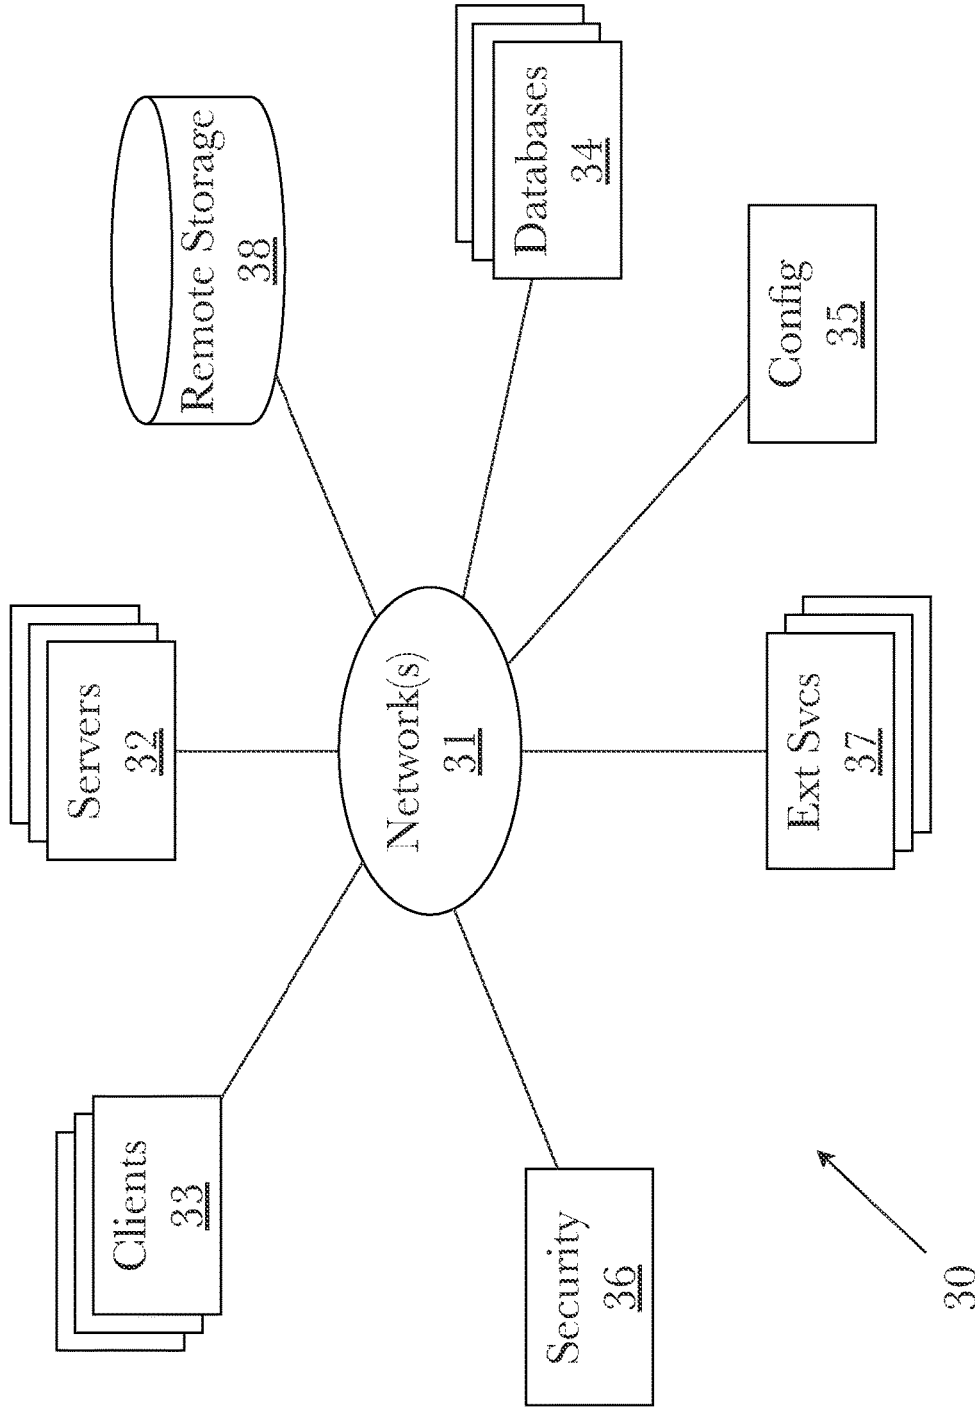 Clients
33
Servers
32
Remote Storage
38
Network(s)
31
Databases
34
Security
36
Ext Svcs
37
Config
35
30